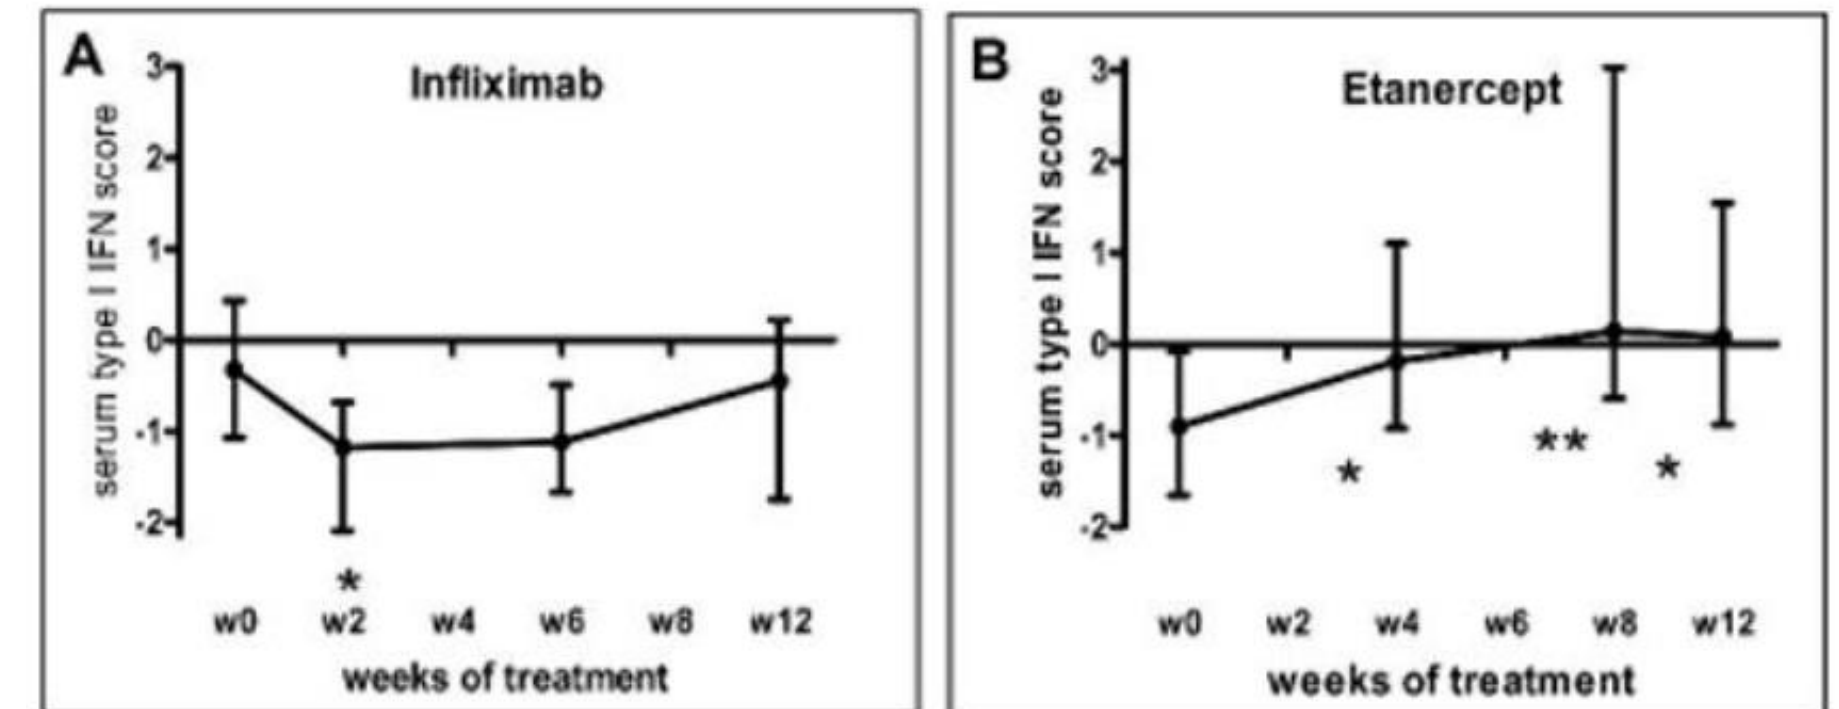 A
Infliximab
serum type I IFN score
3
2
1
0
-1
-2
*
w0 w2 w4 w6 w8 w12
weeks of treatment
B
Etanercept
serum type I IFN score
3
2
1
0
-1
-2
* ** *
w0 w2 w4 w6 w8 w12
weeks of treatment